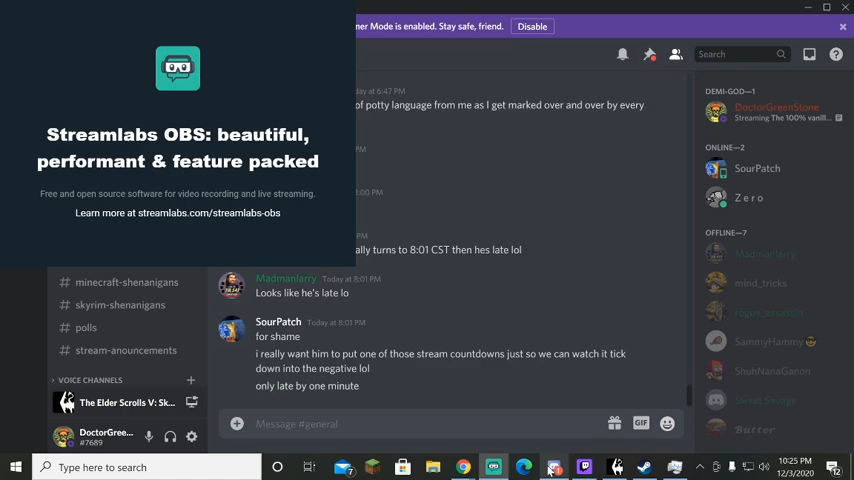 Streamlabs OBS: beautiful,
performant & feature packed
Free and open source software for video recording and live streaming.
Learn more at streamlabs.com/streamlabs-obs
ner Mode is enabled. Stay safe, friend.
Disable
Search
day at 6:47 PM
of potty language from me as I get marked over and over by every
PM
:00 PM
PM
ally turns to 8:01 CST then hes late lol
Madmanlarry Today at 8:01 PM
Looks like he's late lo
SourPatch Today at 8:01 PM
for shame
i really want him to put one of those stream countdowns just so we can watch it tick
down into the negative lol
only late by one minute
Message #general
GIF
# minecraft-shenanigans
# skyrim-shenanigans
# polls
# stream-anouncements
VOICE CHANNELS
The Elder Scrolls V: Sk...
DoctorGree...
#7689
DEMI-GOD—1
DoctorGreenStone
Streaming The 100% vanill...
ONLINE—2
SourPatch
Z e r o
OFFLINE—7
Madmanlarry
mind_tricks
rogue_assassin
SammyHammy
ShuhNanaGanon
Butter
Type here to search
7
1
10:25 PM
12/3/2020
12